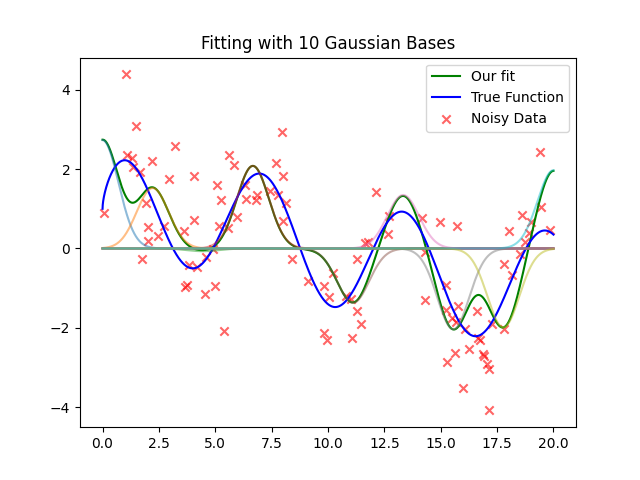 Fitting with 10 Gaussian Bases
Our fit
True Function
Noisy Data
4
2
0
−2
−4
0.0 2.5 5.0 7.5 10.0 12.5 15.0 17.5 20.0